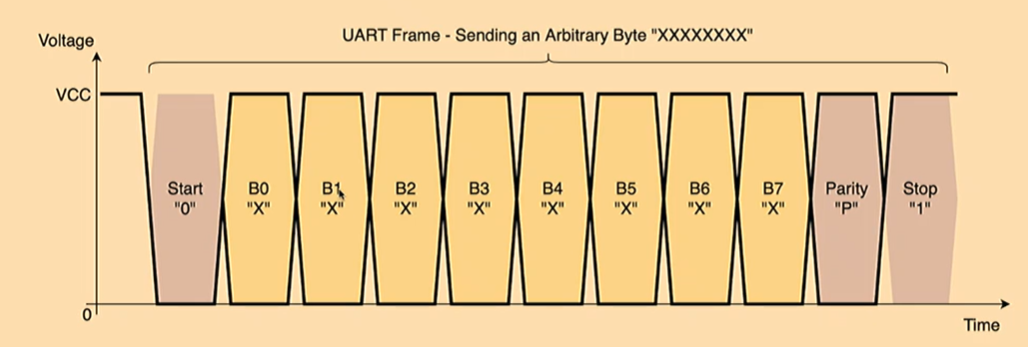 UART Frame - Sending an Arbitrary Byte "XXXXXXXX"
Voltage
VCC
Start B0 B1 B2 B3 B4 B5 B6 B7 Parity Stop
"0" "X" "X" "X" "X" "X" "X" "X" "X" "P" "1"
0
Time